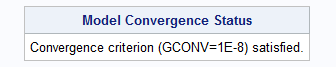 Model Convergence Status
Convergence criterion (GCONV=1E-8) satisfied.